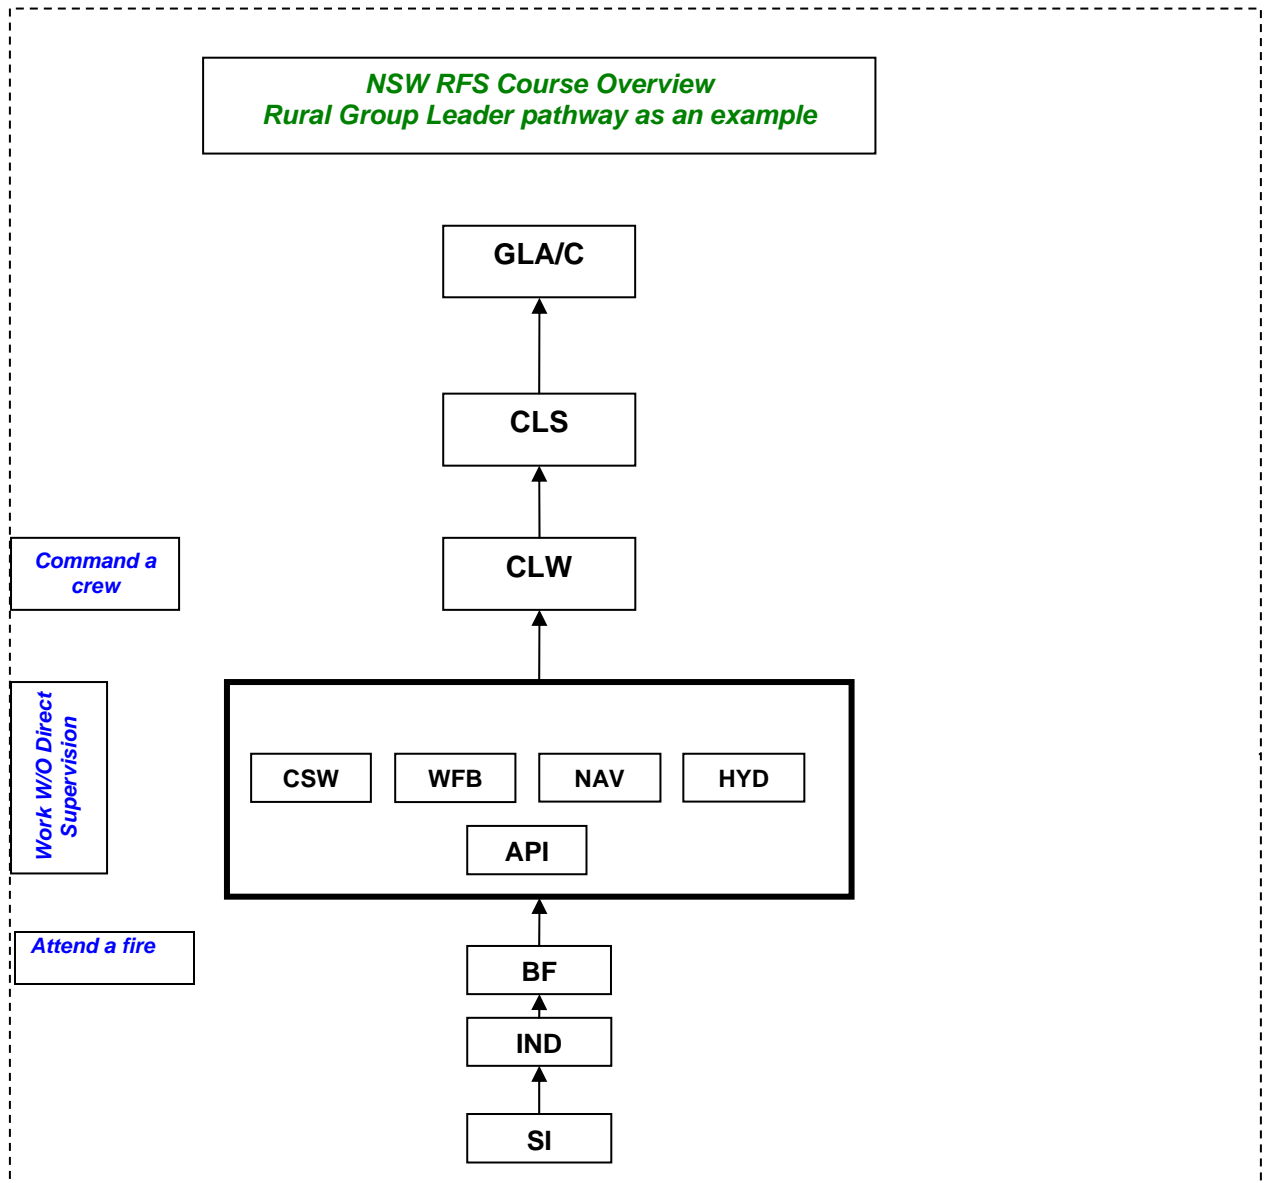 NSW RFS Course Overview
Rural Group Leader pathway as an example
GLA/C
CLS
Command a
crew
CLW
Work W/O Direct
Supervision
CSW
WFB
NAV
HYD
API
Attend a fire
BF
IND
SI